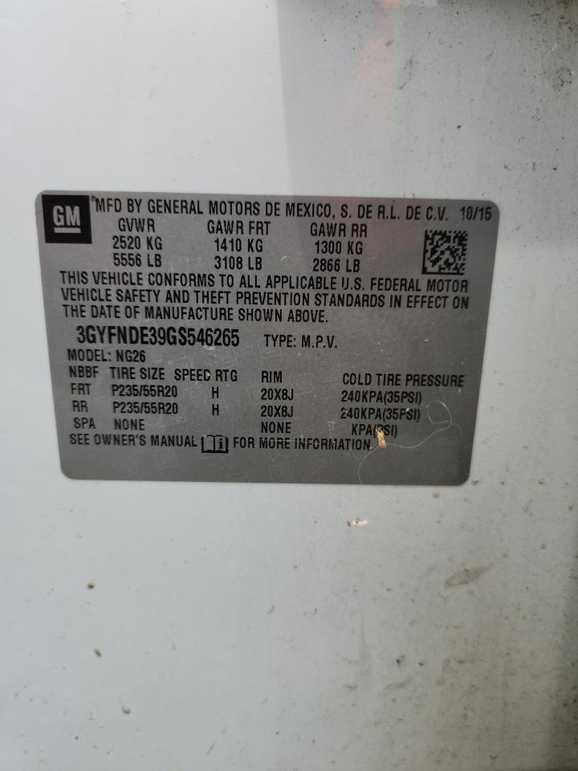 GM
MFD BY GENERAL MOTORS DE MEXICO, S. DE R.L. DE C.V. 10/15
GVWR GAWR FRT GAWR RR
2520 KG 1410 KG 1300 KG
5556 LB 3108 LB 2866 LB
THIS VEHICLE CONFORMS TO ALL APPLICABLE U.S. FEDERAL MOTOR
VEHICLE SAFETY AND THEFT PREVENTION STANDARDS IN EFFECT ON
THE DATE OF MANUFACTURE SHOWN ABOVE.
3GYFNDE39GS546265 TYPE: M.P.V.
MODEL: NG26
NBBF TIRE SIZE SPEED RTG RIM COLD TIRE PRESSURE
FRT P235/55R20 H 20X8J 240KPA(35PSI)
RR P235/55R20 H 20X8J 240KPA(35PSI)
SPA NONE NONE KPA(PSI)
SEE OWNER'S MANUAL FOR MORE INFORMATION.